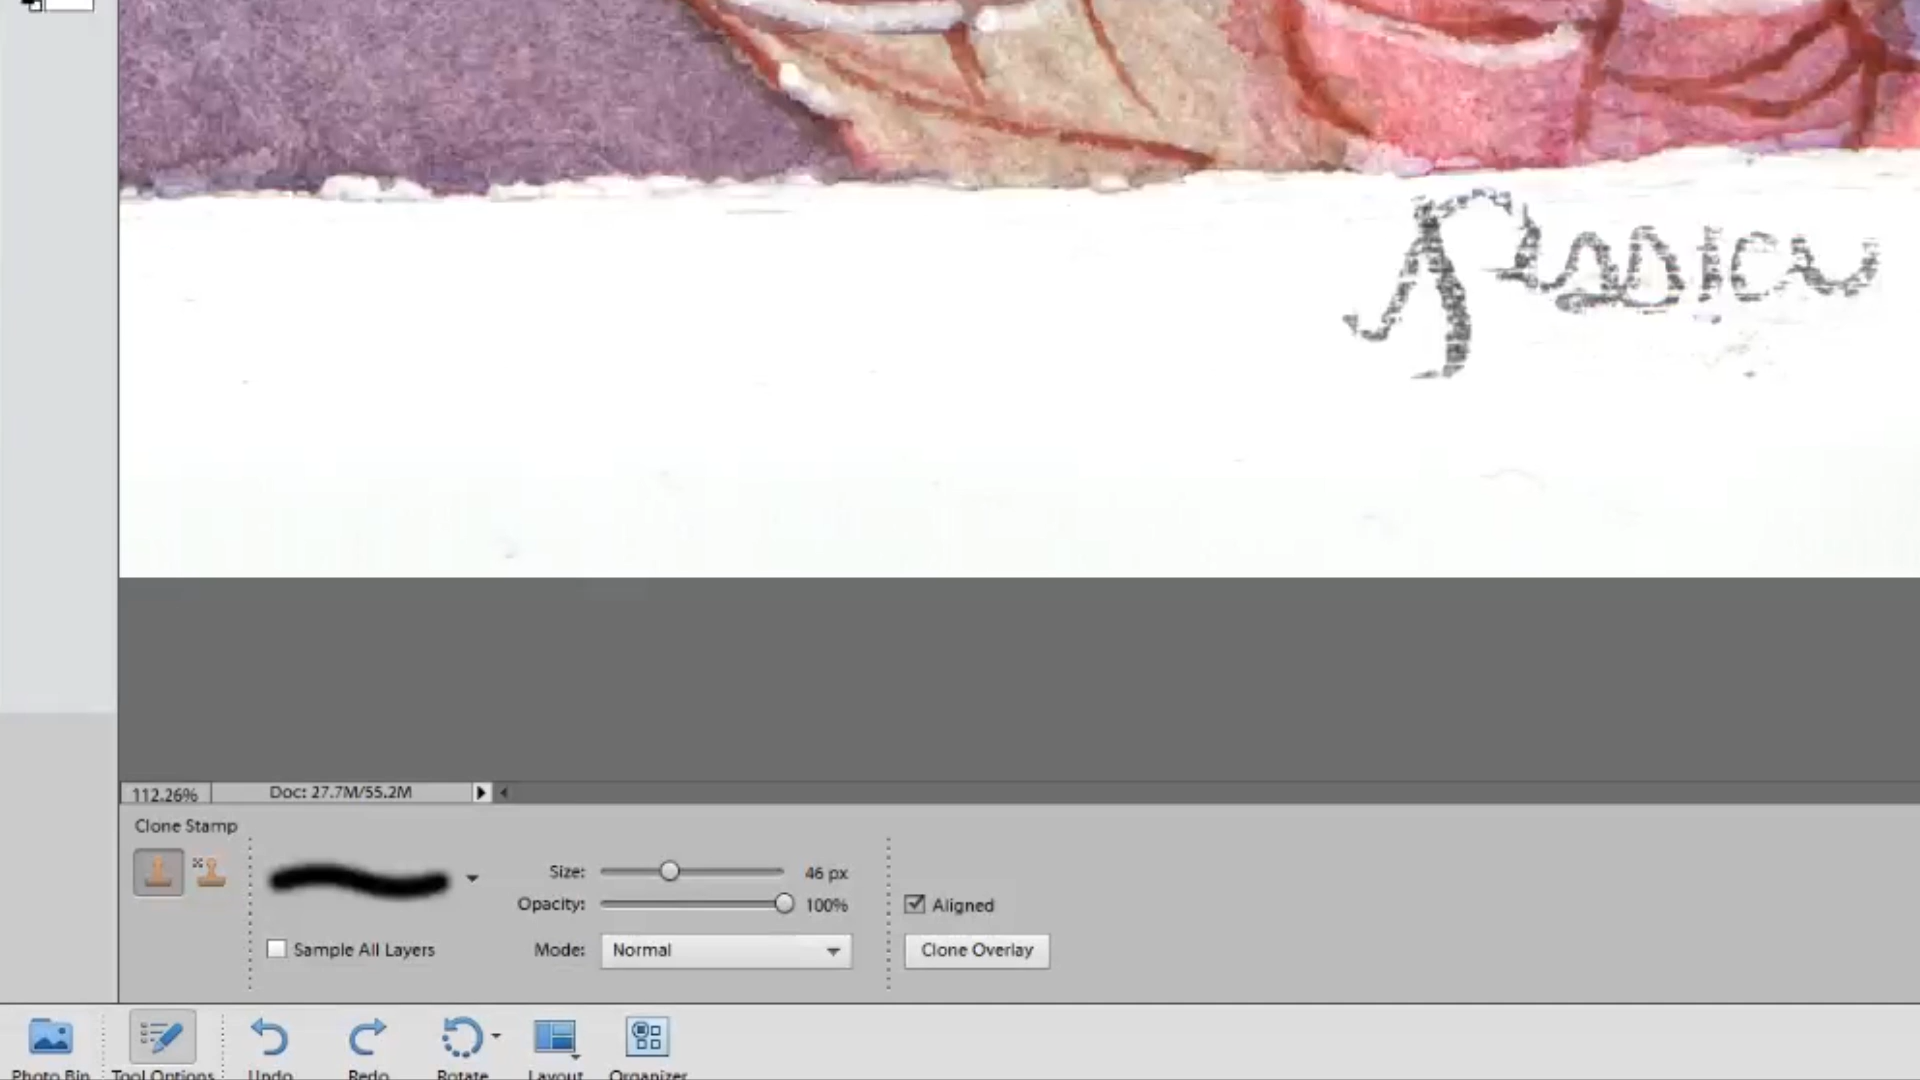 Jessica
112.26%
Doc: 27.7M/55.2M
Clone Stamp
Size:
46 px
Opacity:
100%
Aligned
Sample All Layers
Mode:
Normal
Clone Overlay
Photo Bin
Tool Options
Undo
Redo
Rotate
Layout
Organizer